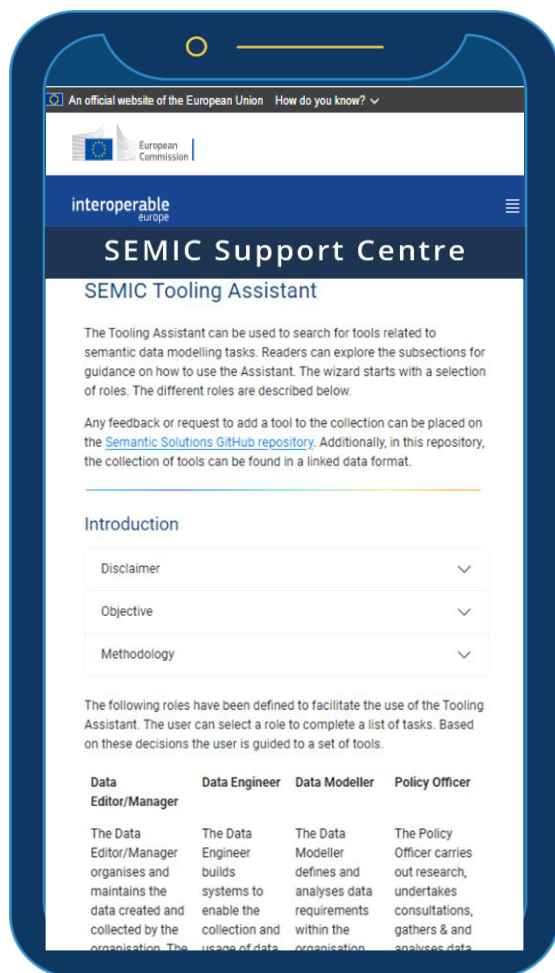 An official website of the European Union How do you know?
European
Commission
interoperable
europe
SEMIC Support Centre
SEMIC Tooling Assistant
The Tooling Assistant can be used to search for tools related to
semantic data modelling tasks. Readers can explore the subsections for
guidance on how to use the Assistant. The wizard starts with a selection
of roles. The different roles are described below.
Any feedback or request to add a tool to the collection can be placed on
the Semantic Solutions GitHub repository. Additionally, in this repository,
the collection of tools can be found in a linked data format.
Introduction
Disclaimer
Objective
Methodology
The following roles have been defined to facilitate the use of the Tooling
Assistant. The user can select a role to complete a list of tasks. Based
on these decisions the user is guided to a set of tools.
Data
Editor/Manager
The Data
Editor/Manager
organises and
maintains the
data created and
collected by the
organisation. The
Data Engineer
The Data
Engineer
builds
systems to
enable the
collection and
usage of data
Data Modeller
The Data
Modeller
defines and
analyses data
requirements
within the
organisation
Policy Officer
The Policy
Officer carries
out research,
undertakes
consultations,
gathers & and
analyses data